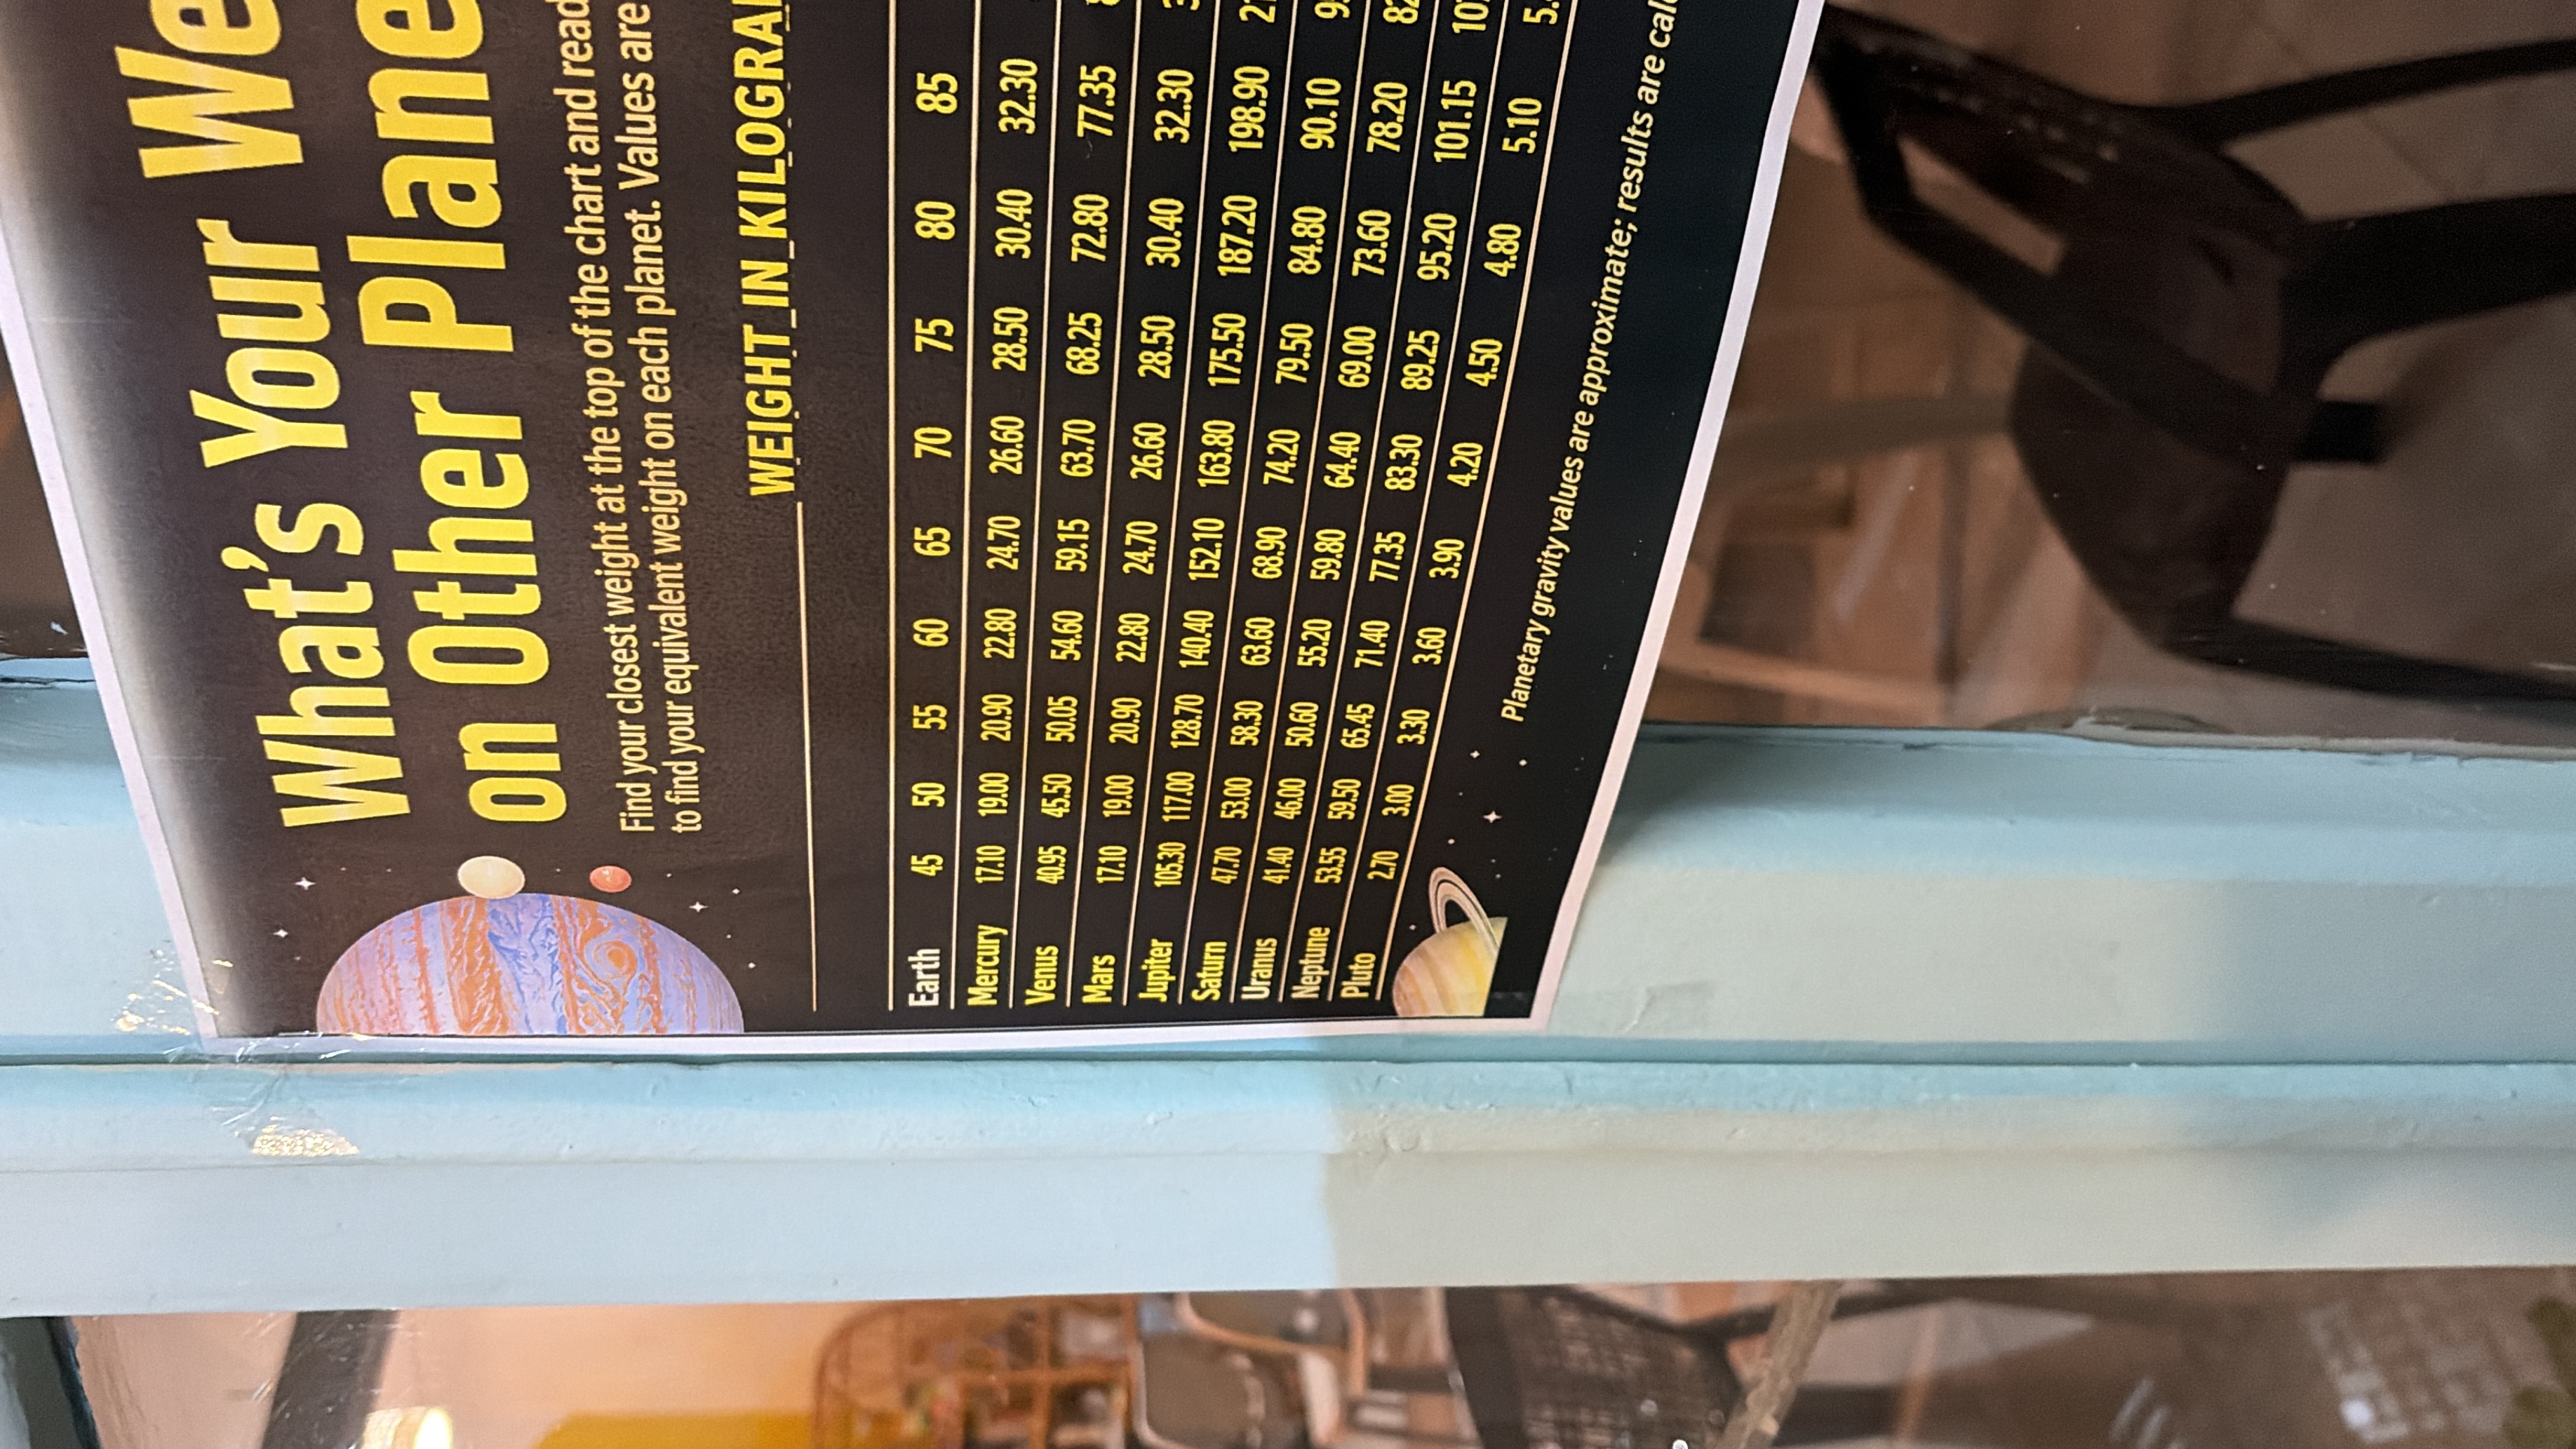 What's Your We
on Other Plane
Find your closest weight at the top of the chart and read
to find your equivalent weight on each planet. Values are
WEIGHT IN KILOGRA
Earth 45 50 55 60 65 70 75 80 85
Mercury 17.10 19.00 20.90 22.80 24.70 26.60 28.50 30.40 32.30
Venus 40.95 45.50 50.05 54.60 59.15 63.70 68.25 72.80 77.35
Mars 17.10 19.00 20.90 22.80 24.70 26.60 28.50 30.40 32.30
Jupiter 105.30 117.00 128.70 140.40 152.10 163.80 175.50 187.20 198.90 21
Saturn 47.70 53.00 58.30 63.60 68.90 74.20 79.50 84.80 90.10 9
Uranus 41.40 46.00 50.60 55.20 59.80 64.40 69.00 73.60 78.20 82
Neptune 53.55 59.50 65.45 71.40 77.35 83.30 89.25 95.20 101.15 107
Pluto 2.70 3.00 3.30 3.60 3.90 4.20 4.50 4.80 5.10 5.
Planetary gravity values are approximate; results are calc